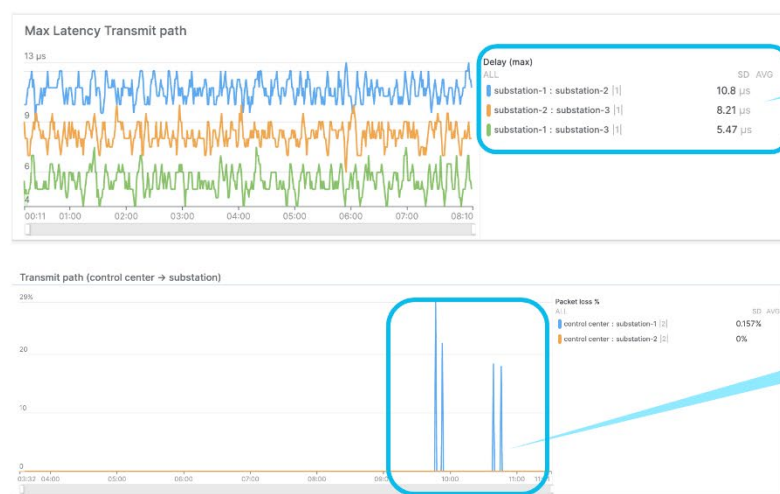 Max Latency Transmit path
13 μs
9
6
4
00:11 01:00 02:00 03:00 04:00 05:00 06:00 07:00 08:10
Delay (max)
ALL SD AVG
substation-1 : substation-2 |1| 10.8 μs
substation-2 : substation-3 |1| 8.21 μs
substation-1 : substation-3 |1| 5.47 μs
Transmit path (control center → substation)
29%
20
10
0
03:32 04:00 05:00 06:00 07:00 08:00 10:00 11:00
Packet loss %
ALL SD AVG
control center : substation-1 |2| 0.157%
control center : substation-2 |2| 0%